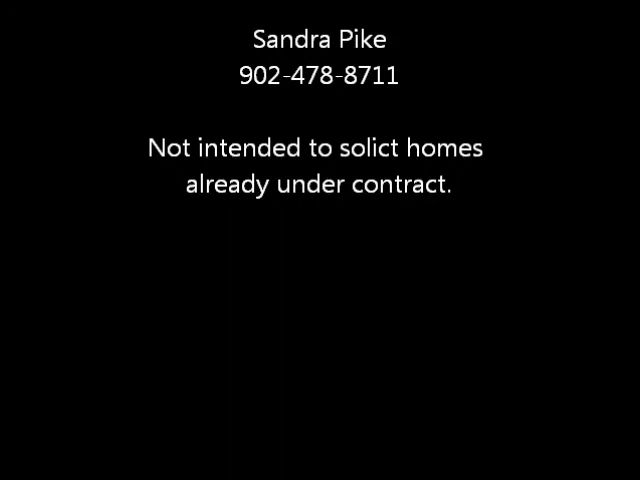 Sandra Pike
902-478-8711
Not intended to solict homes
already under contract.